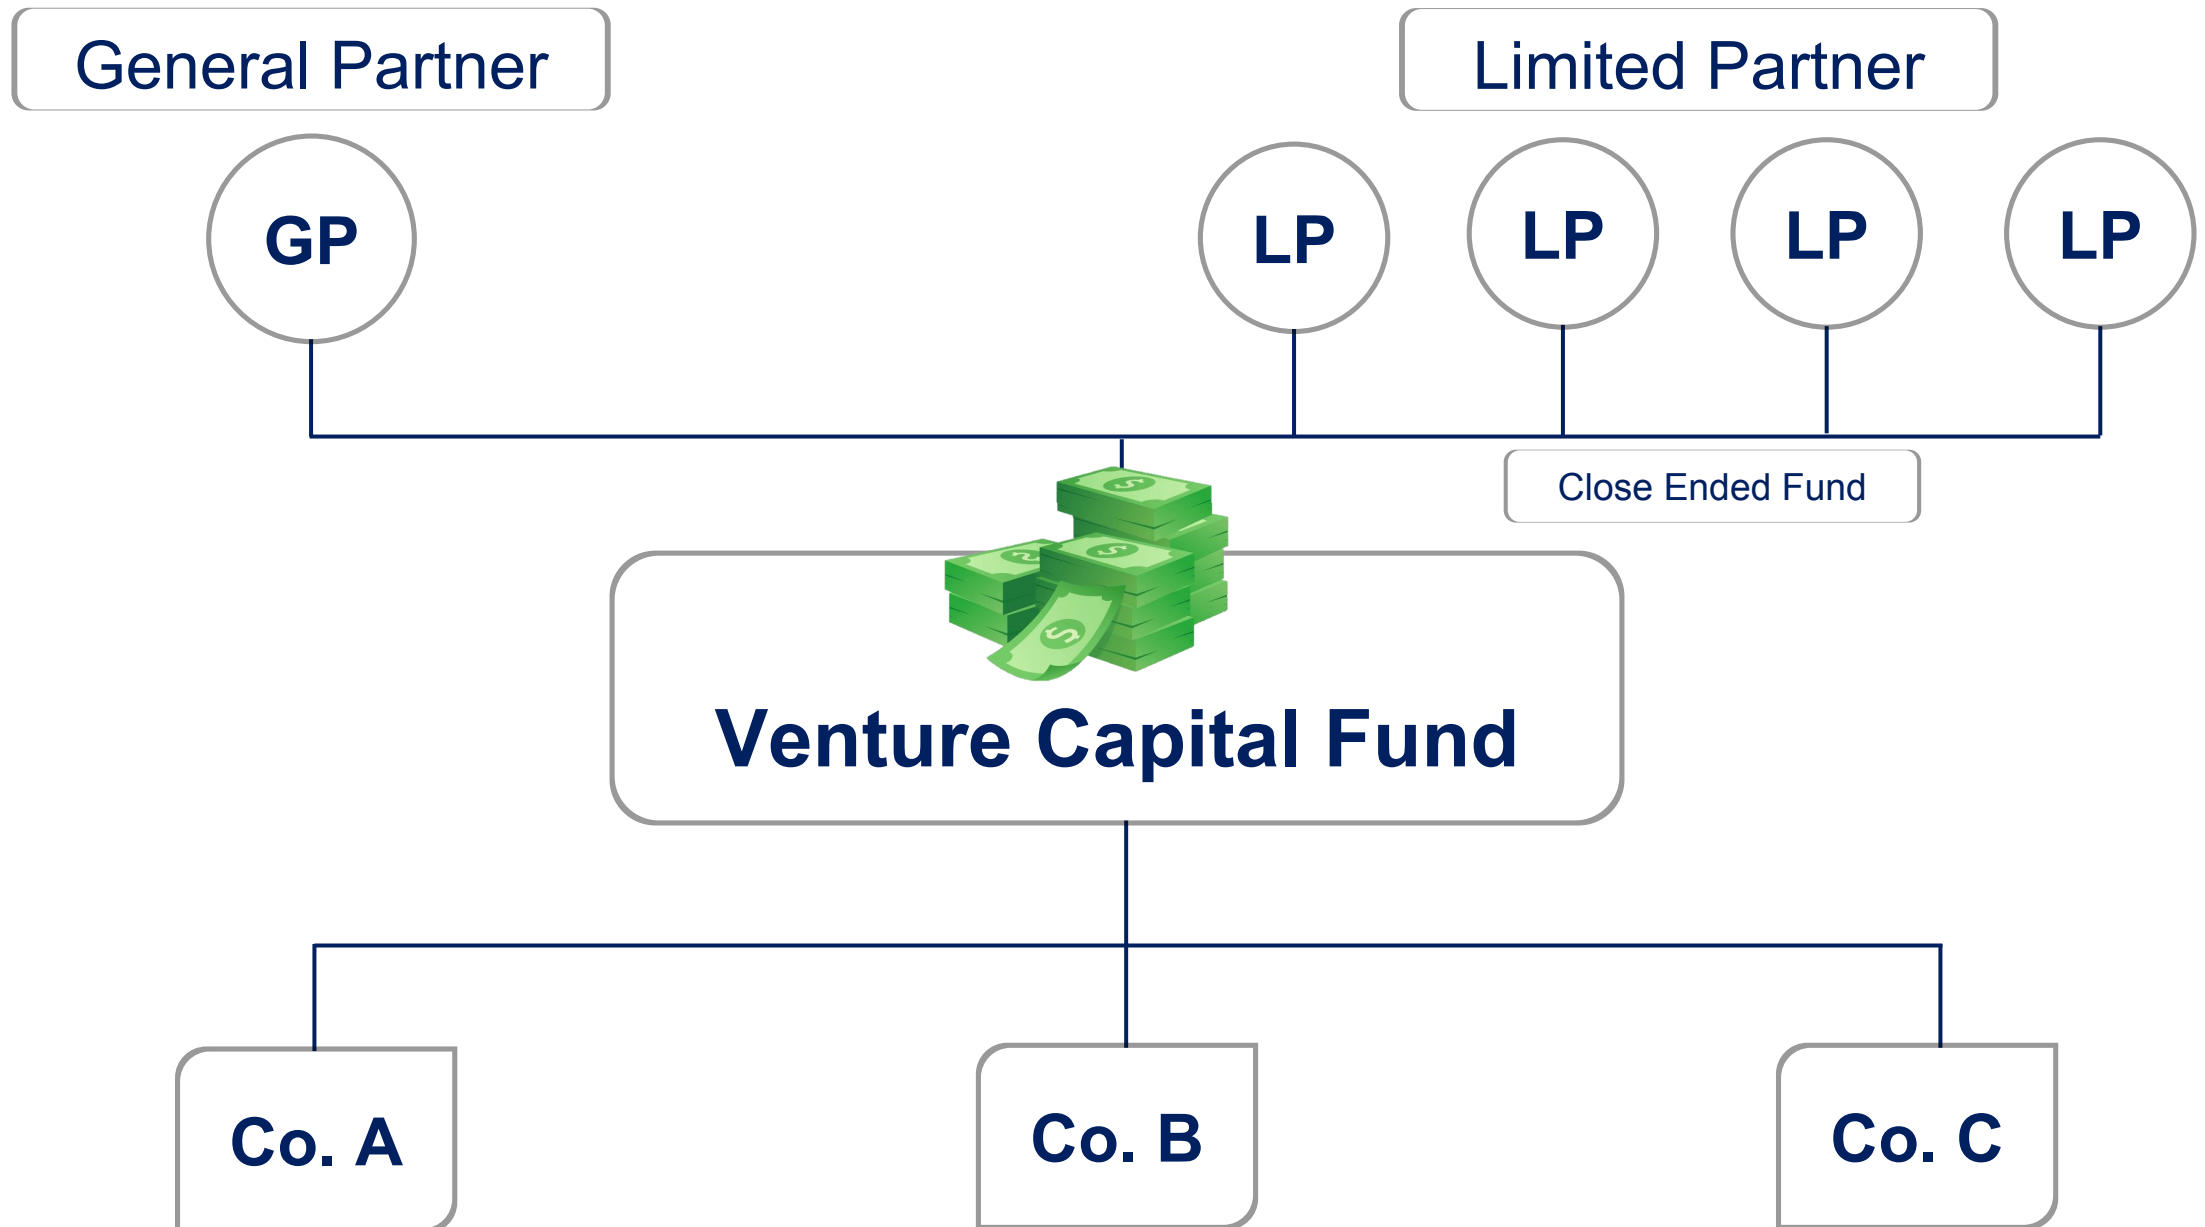 General Partner
Limited Partner
GP
LP
LP
LP
LP
Close Ended Fund
Venture Capital Fund
Co. A
Co. B
Co. C